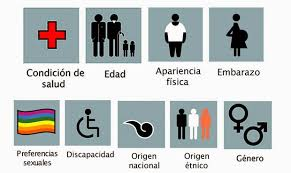 Condición de
salud
Edad
Apariencia
física
Embarazo
Preferencias
sexuales
Discapacidad
Origen
nacional
Origen
étnico
Género